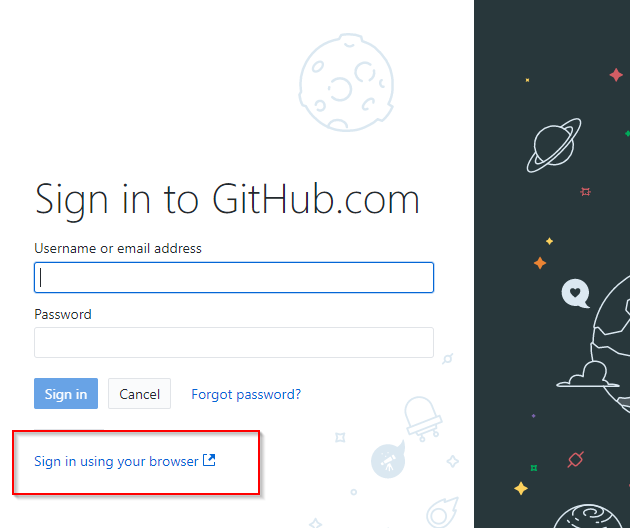 Sign in to GitHub.com
Username or email address
Password
Sign in Cancel Forgot password?
Sign in using your browser